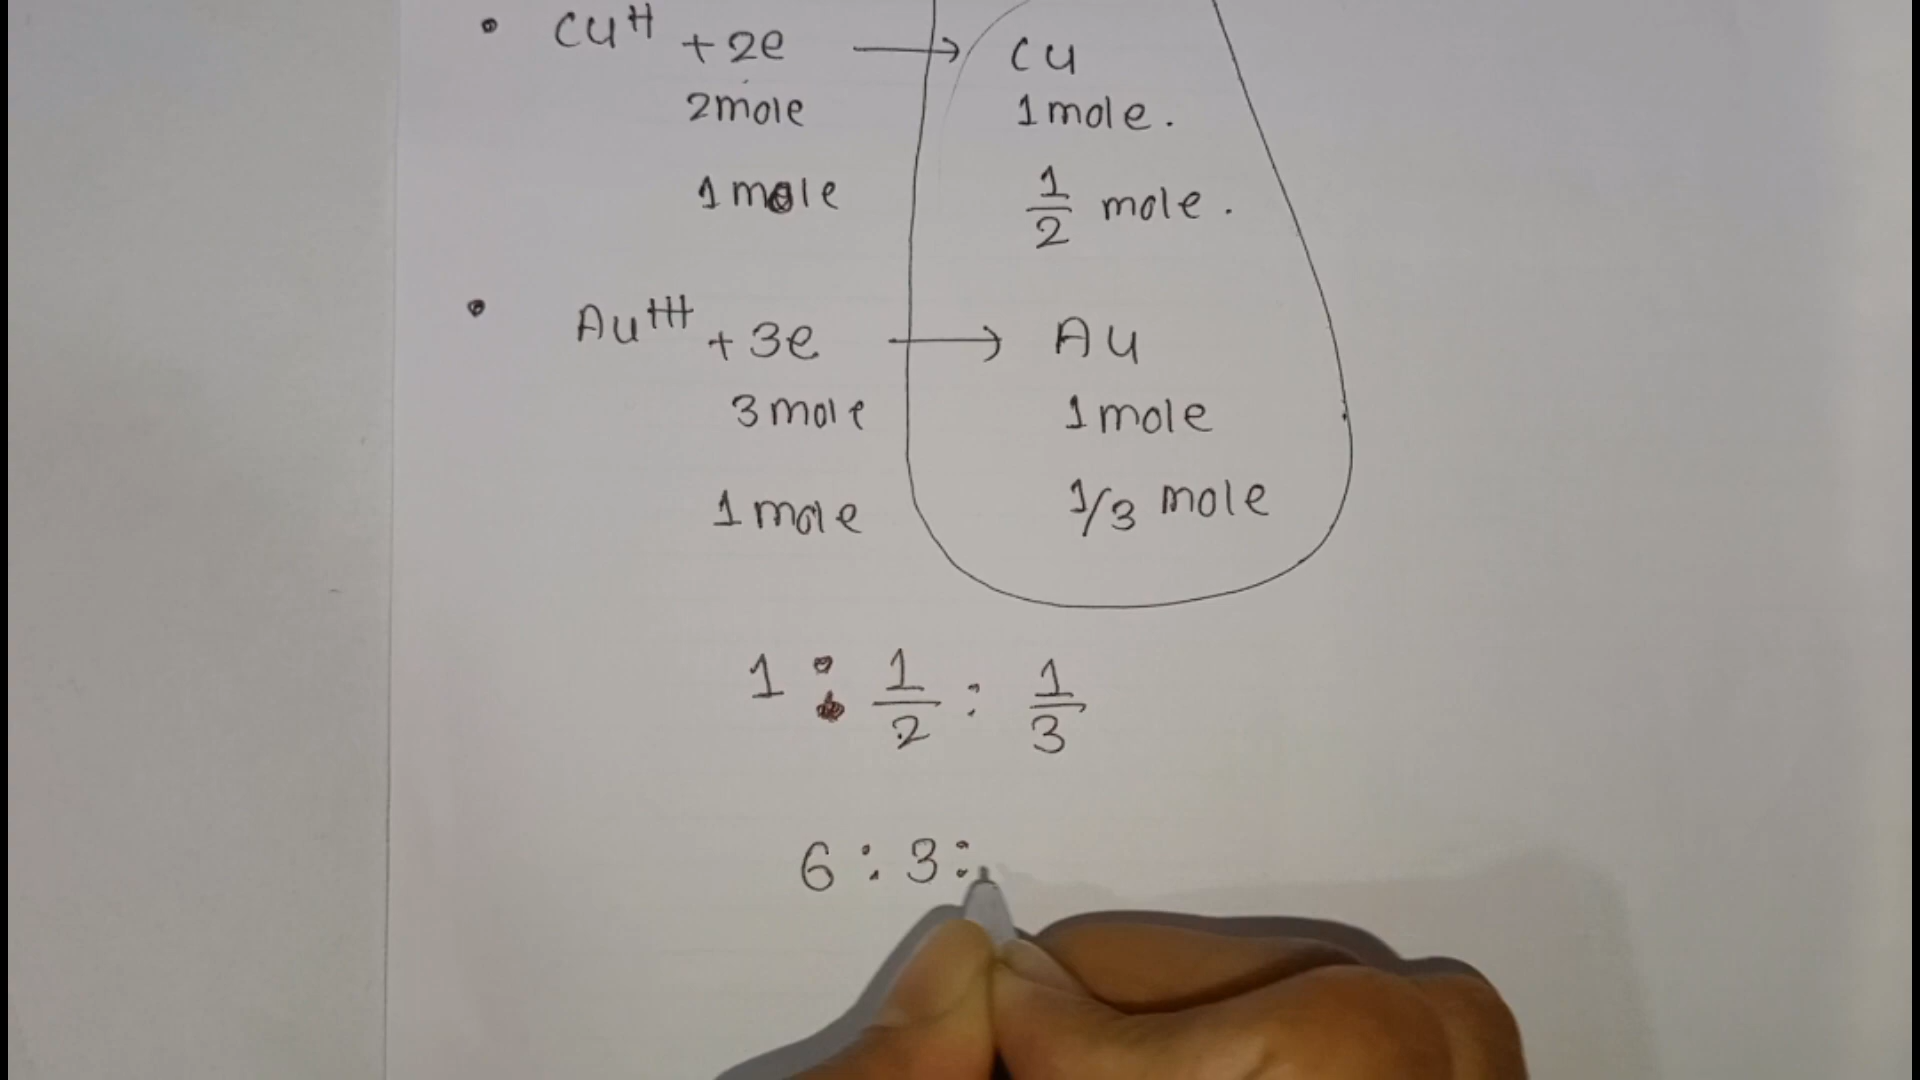 • Cu⁺⁺ + 2e → Cu
2mole 1mole.
1mole 1/2 mole.
• Au⁺⁺⁺ + 3e → Au
3mole 1mole
1mole 1/3 mole
1 : 1/2 : 1/3
6 : 3 :